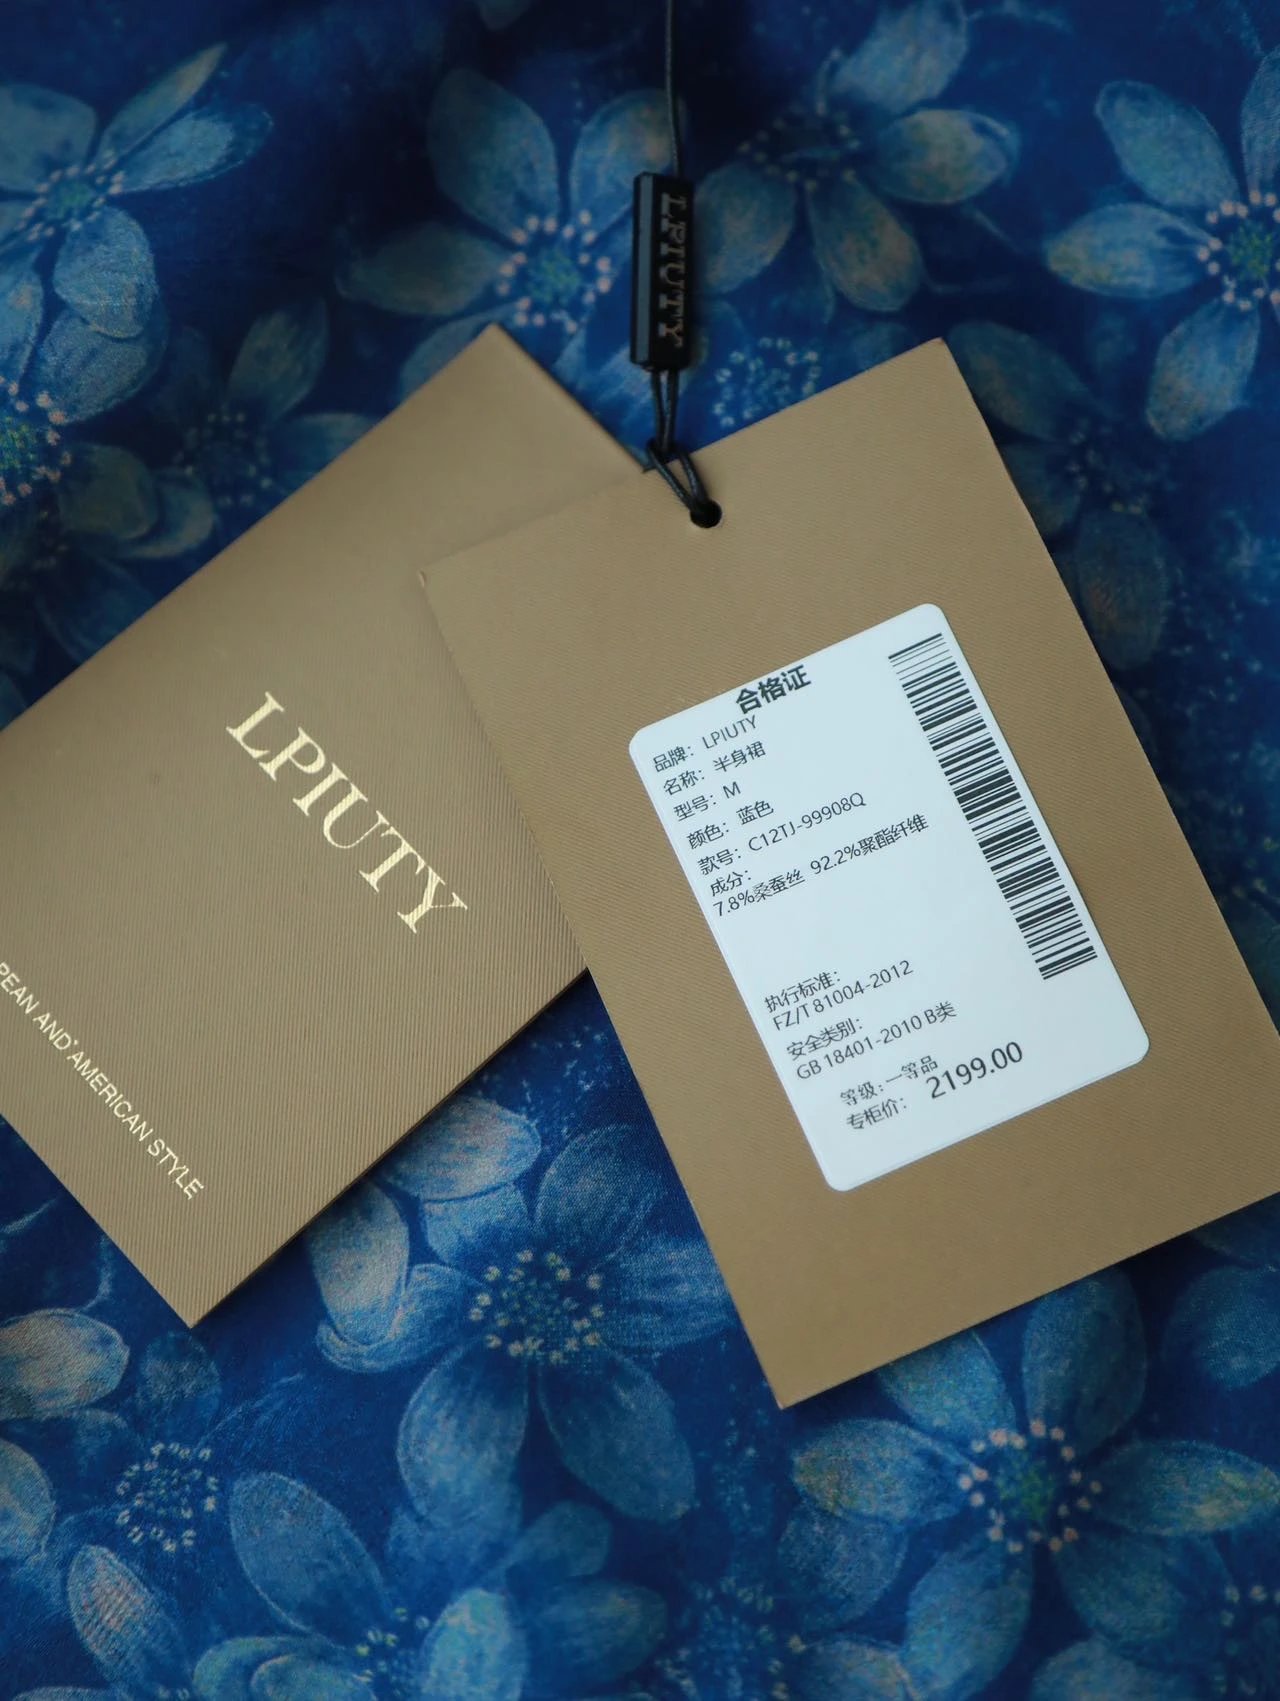 LPIUTY
LPIUTY
PEAN AND AMERICAN STYLE
合格证
品牌：LPIUTY
名称：半身裙
型号：M
颜色：蓝色
款号：C12TJ-99908Q
成分：
7.8%桑蚕丝 92.2%聚酯纤维
执行标准：
FZ/T 81004-2012
安全类别：
GB 18401-2010 B类
等级：一等品
专柜价： 2199.00